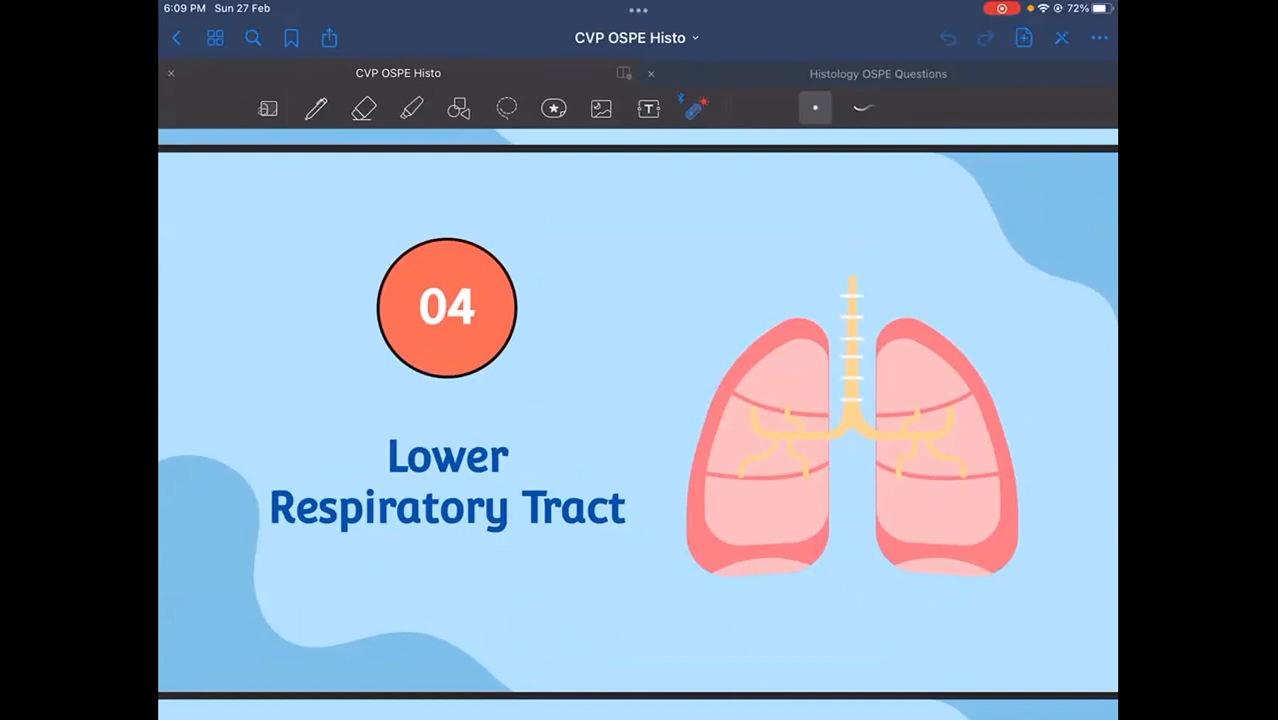 6:09 PM Sun 27 Feb
72%
CVP OSPE Histo
CVP OSPE Histo
Histology OSPE Questions
T
04
Lower
Respiratory Tract